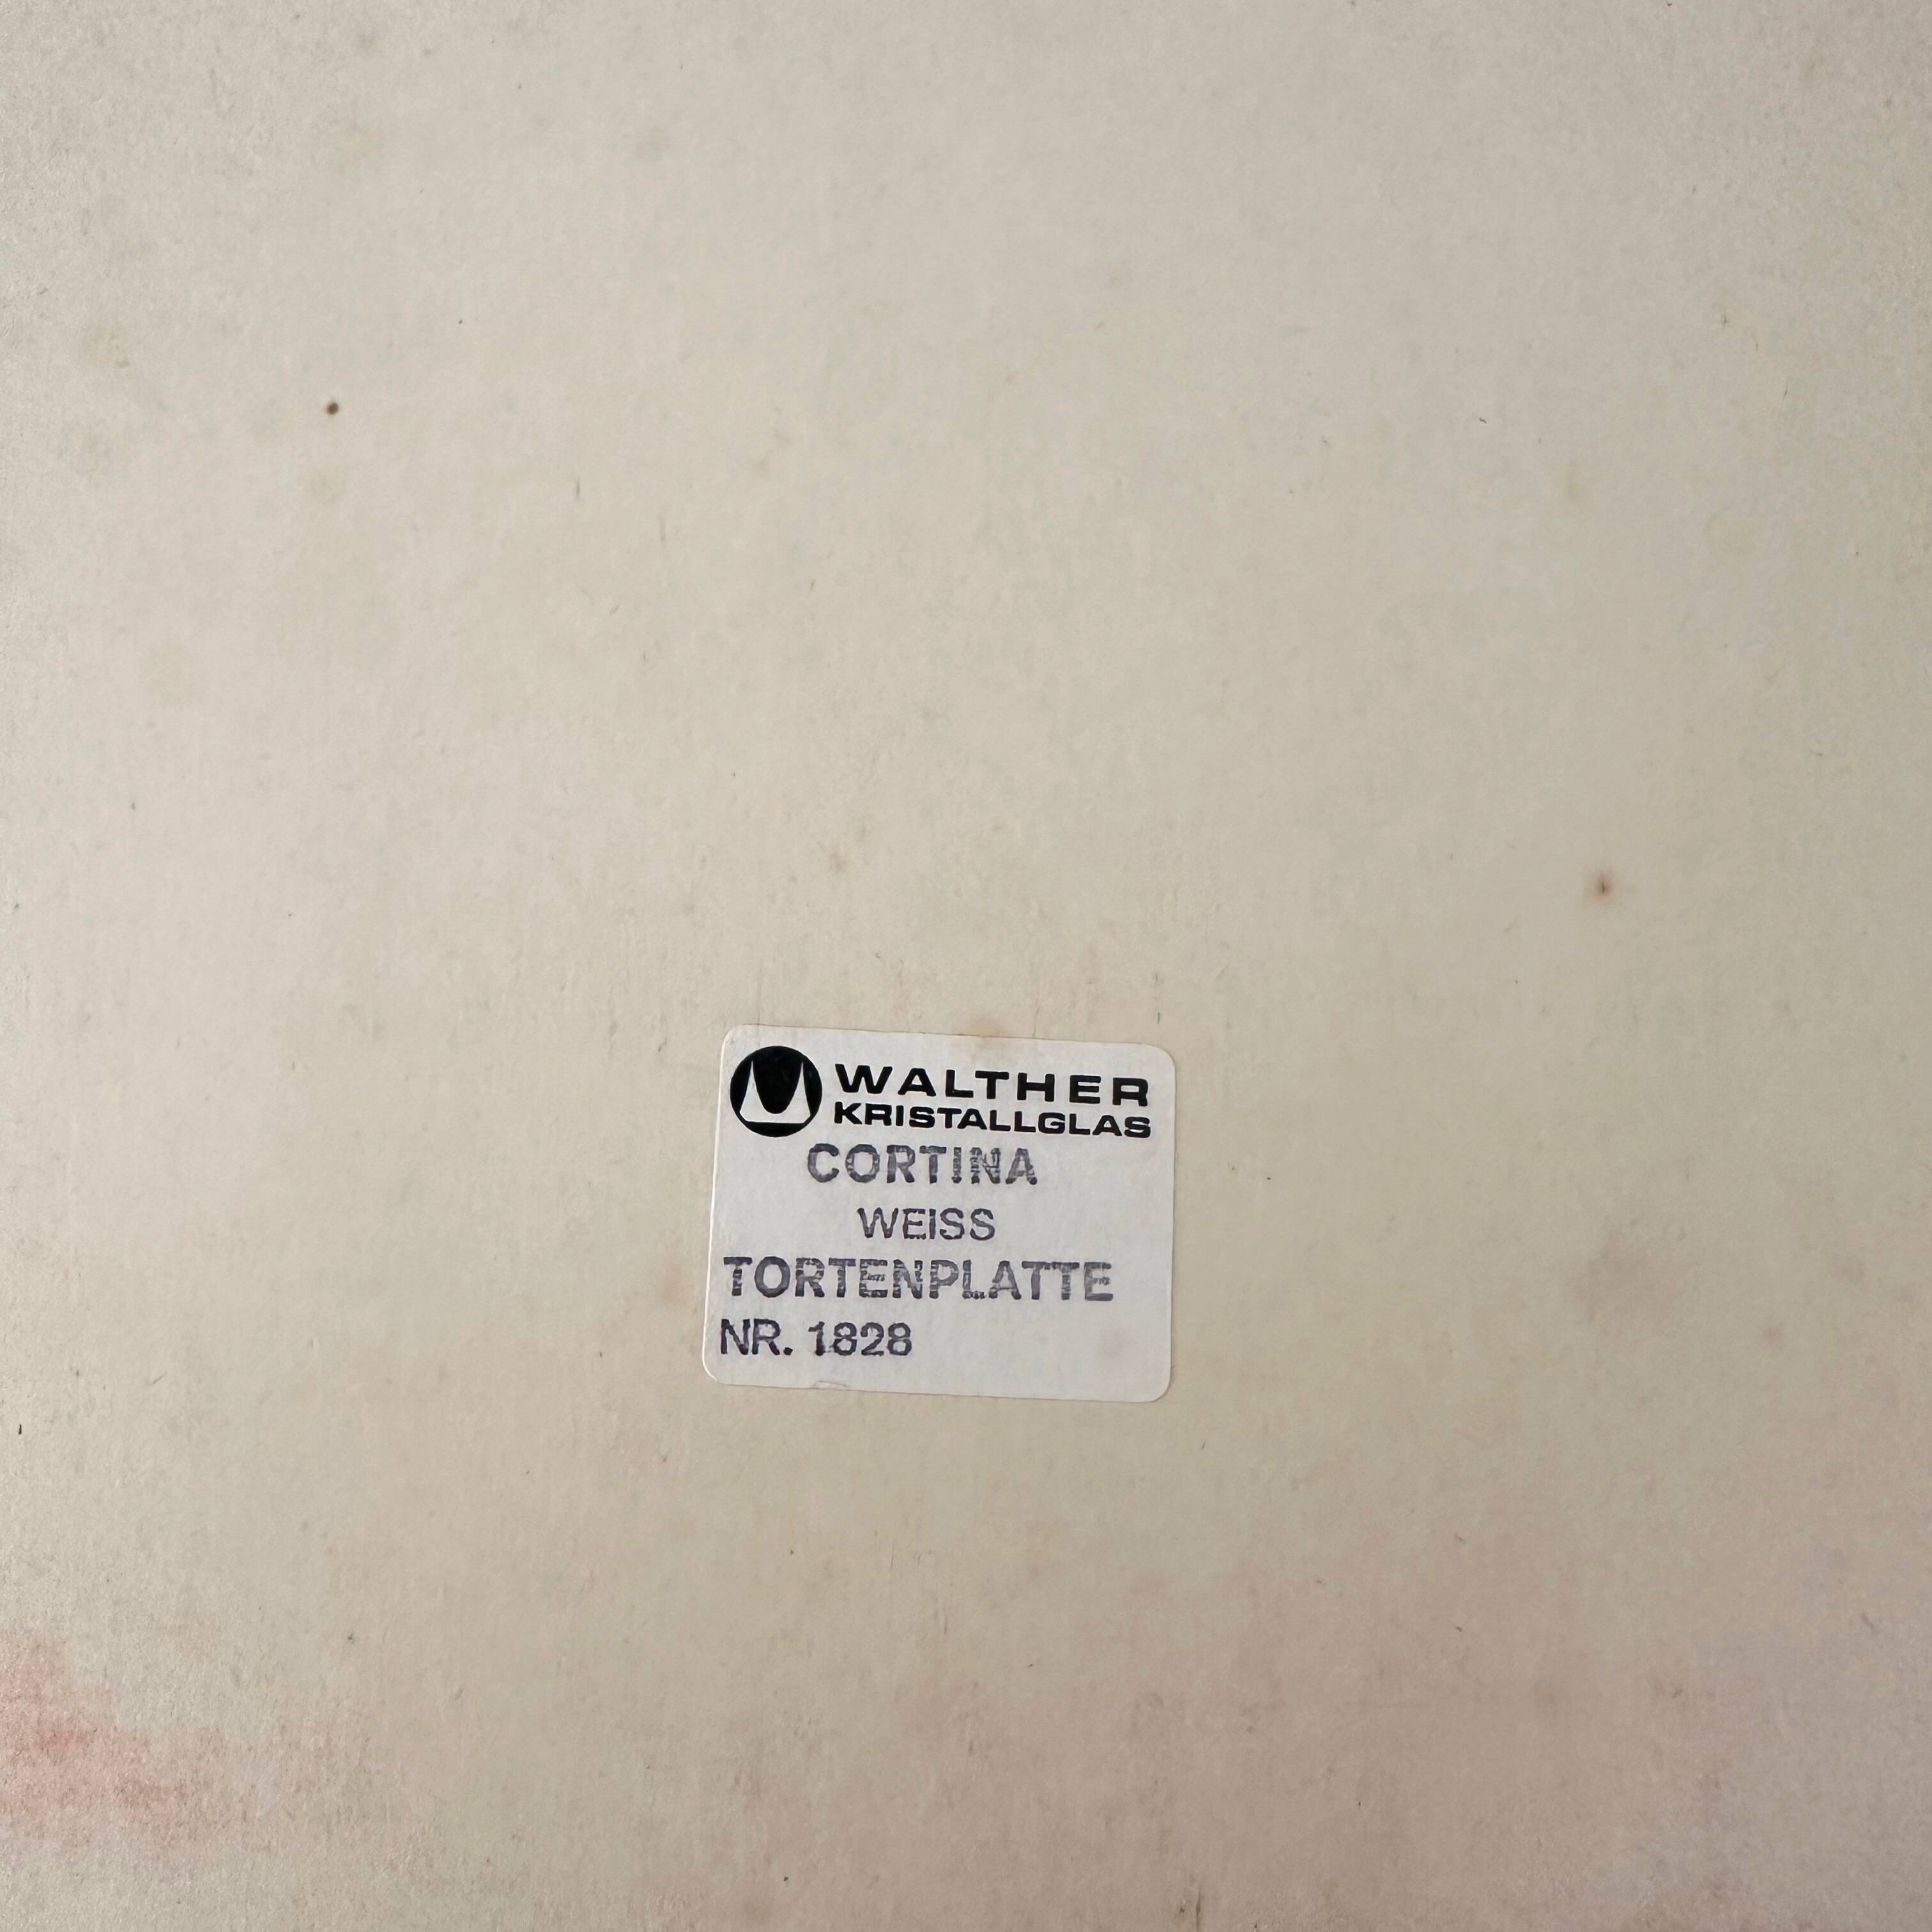 WALTHER
KRISTALLGLAS
CORTINA
WEISS
TORTENPLATTE
NR. 1828